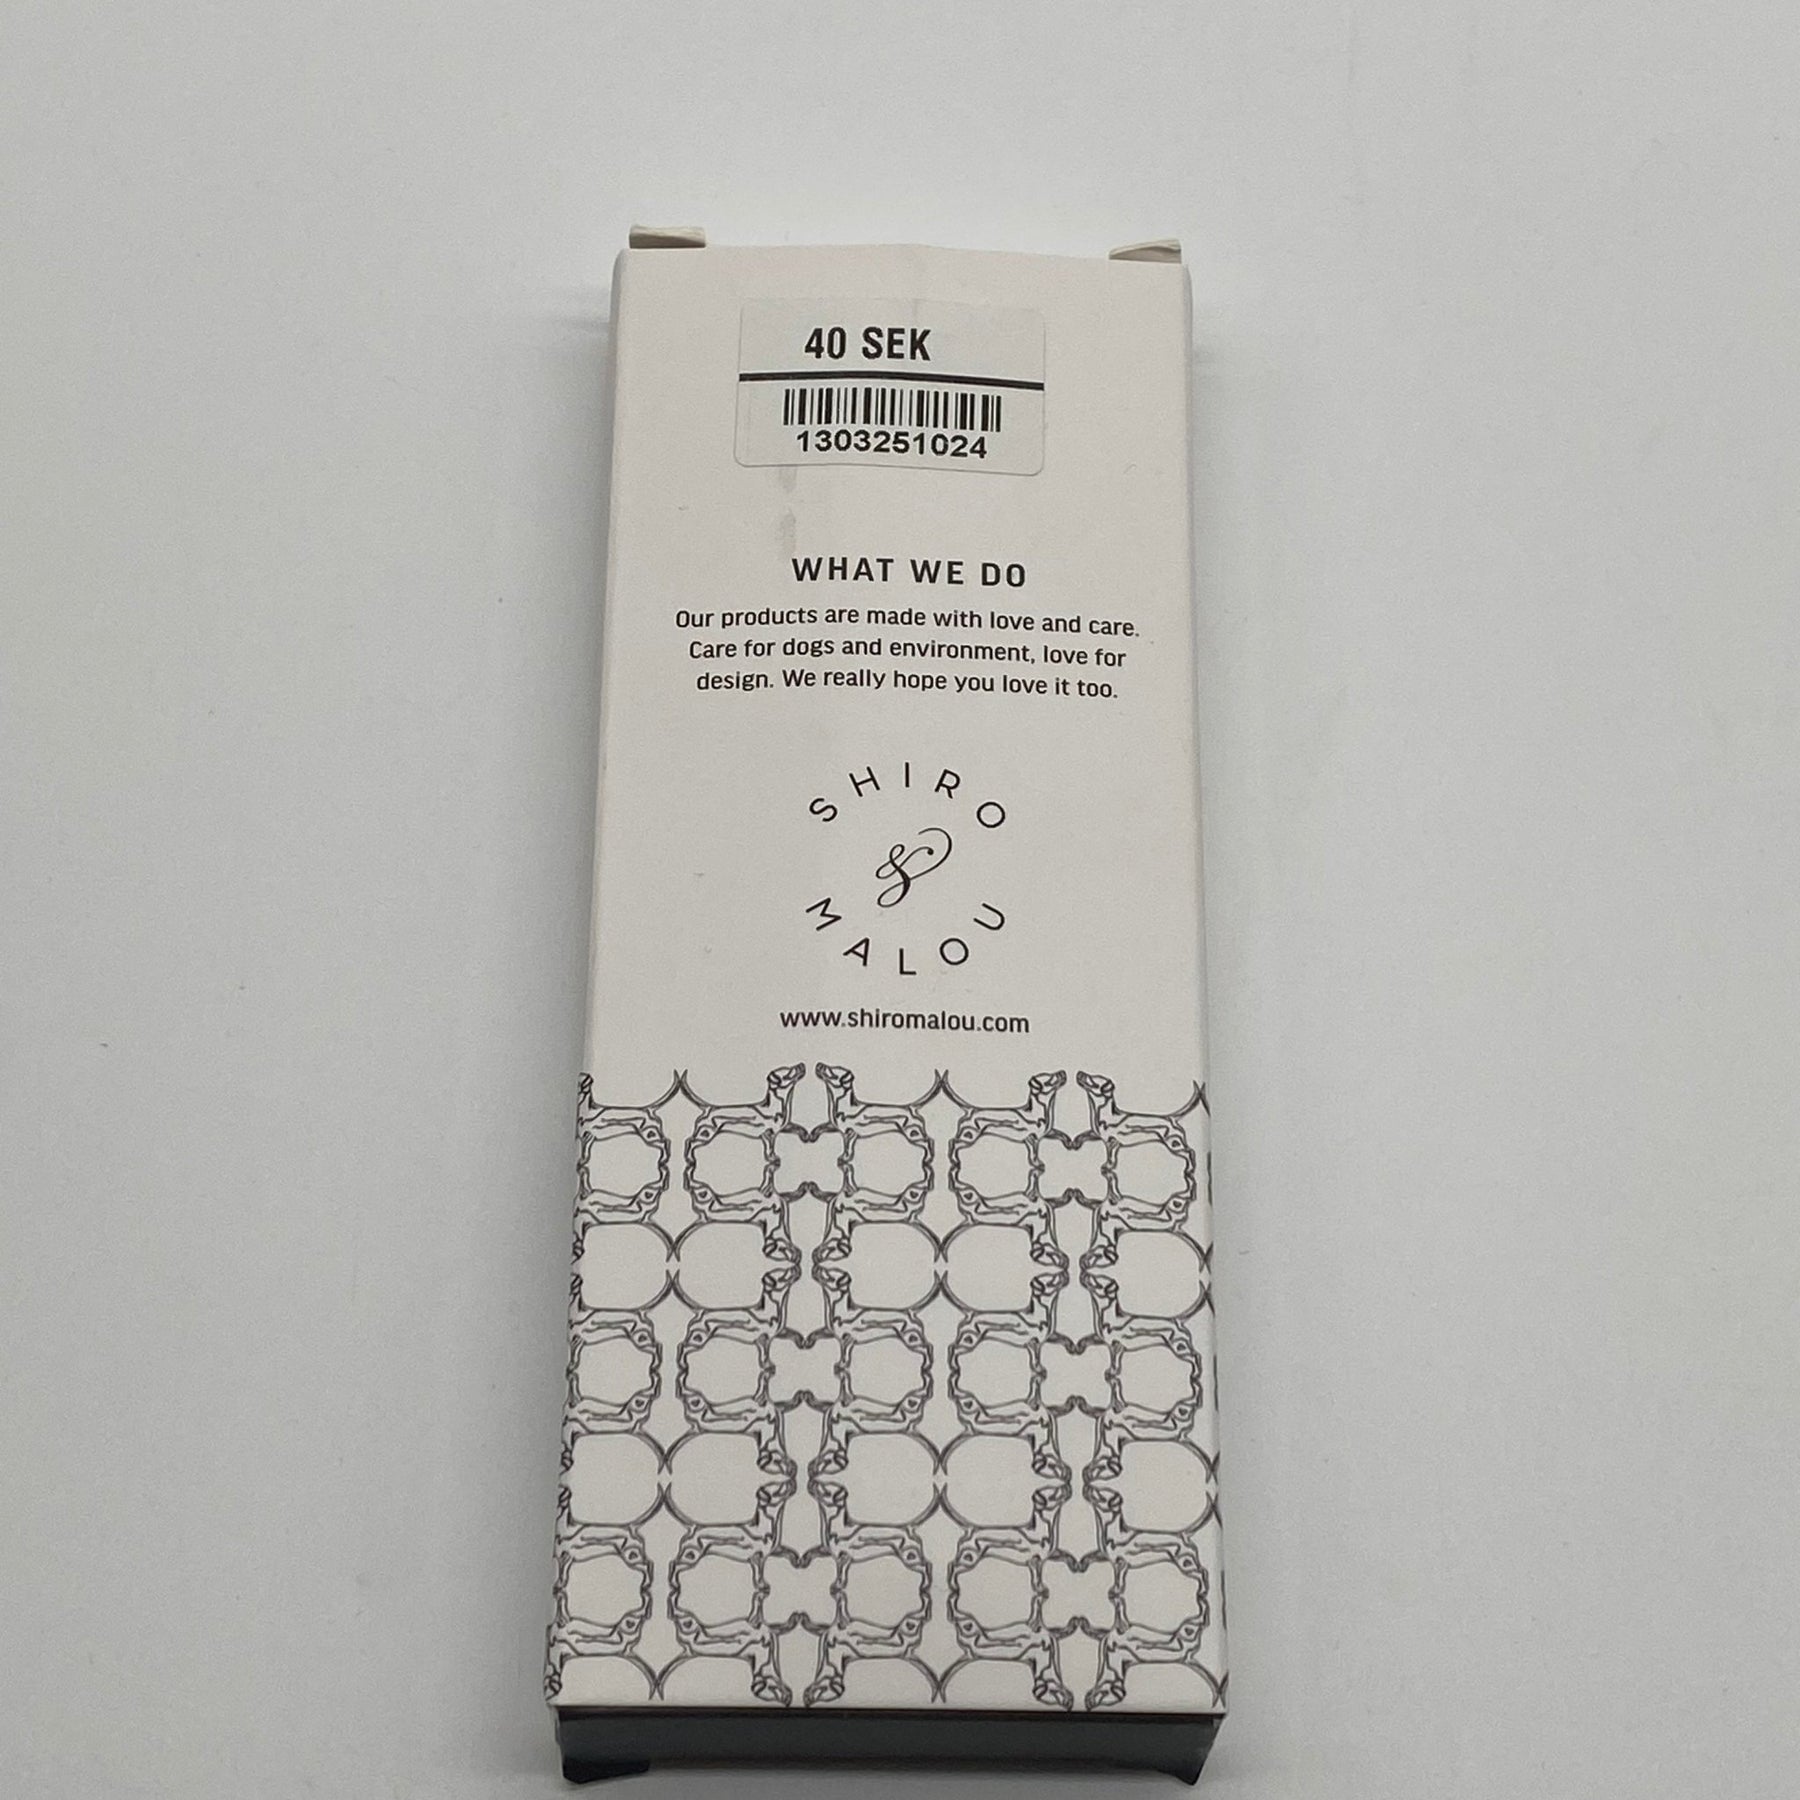 40 SEK
1303251024
WHAT WE DO
Our products are made with love and care.
Care for dogs and environment, love for
design. We really hope you love it too.
SHIRO
&
MALOU
www.shiromalou.com